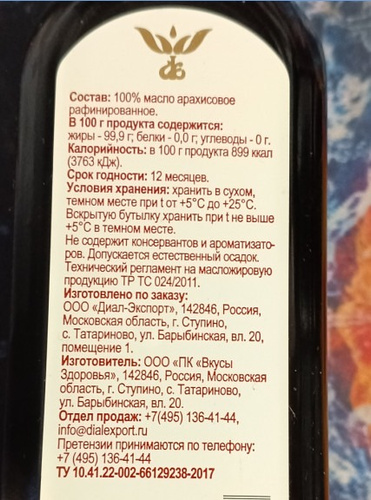 Состав: 100% масло арахисовое
рафинированное.
В 100 г продукта содержится:
жиры - 99,9 г; белки - 0,0 г; углеводы - 0 г.
Калорийность: в 100 г продукта 899 ккал
(3763 кДж).
Срок годности: 12 месяцев.
Условия хранения: хранить в сухом,
темном месте при t от +5°С до +25°С.
Вскрытую бутылку хранить при t не выше
+5°С в темном месте.
Не содержит консервантов и ароматизато-
ров. Допускается естественный осадок.
Технический регламент на масложировую
продукцию ТР ТС 024/2011.
Изготовлено по заказу:
ООО «Диал-Экспорт», 142846, Россия,
Московская область, г. Ступино,
с. Татариново, ул. Барыбинская, вл. 20,
помещение 1.
Изготовитель: ООО «ПК «Вкусы
Здоровья», 142846, Россия, Московская
область, г. Ступино, с. Татариново,
ул. Барыбинская, вл. 20.
Отдел продаж: +7(495) 136-41-44,
info@dialexport.ru
Претензии принимаются по телефону:
+7 (495) 136-41-44
ТУ 10.41.22-002-66129238-2017